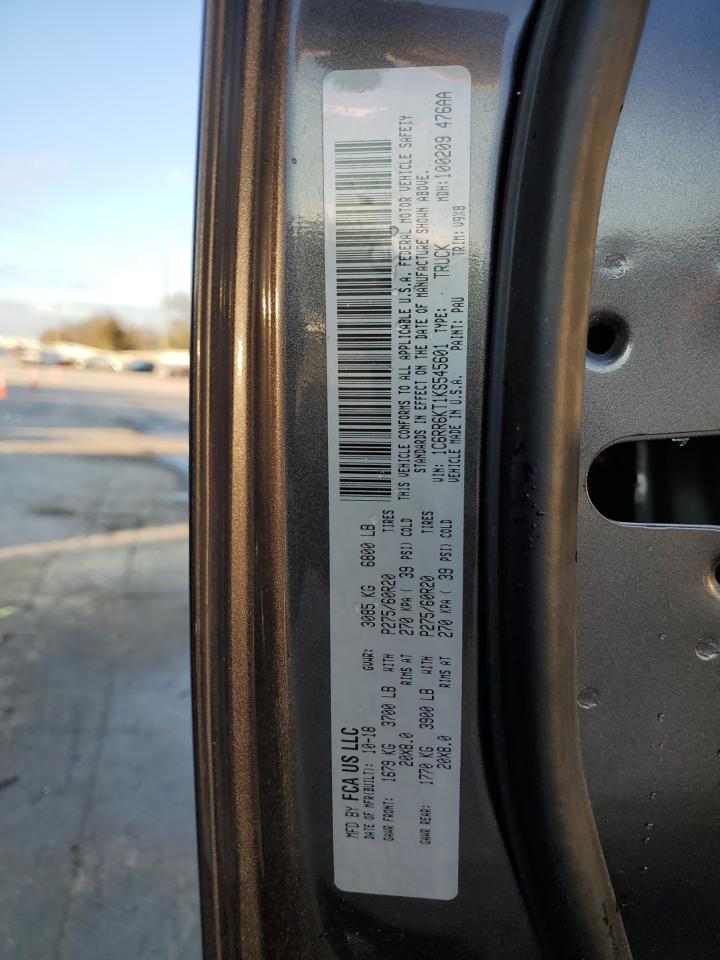 MFD BY FCA US LLC
DATE OF MFR(BUILT): 10-18 GVWR: 3085 KG 6800 LB
GAWR FRONT: 1679 KG 3700 LB WITH P275/60R20 TIRES
20X8.0 RIMS AT 270 KPA ( 39 PSI) COLD
GAWR REAR: 1770 KG 3900 LB WITH P275/60R20 TIRES
20X8.0 RIMS AT 270 KPA ( 39 PSI) COLD
THIS VEHICLE CONFORMS TO ALL APPLICABLE U.S.A. FEDERAL MOTOR VEHICLE SAFETY
STANDARDS IN EFFECT ON THE DATE OF MANUFACTURE SHOWN ABOVE.
VIN: 1C6RR6KT1KS545601 TYPE: TRUCK MDH: 100209 476AA
VEHICLE MADE IN U.S.A. PAINT: PAU TRIM: V9X8